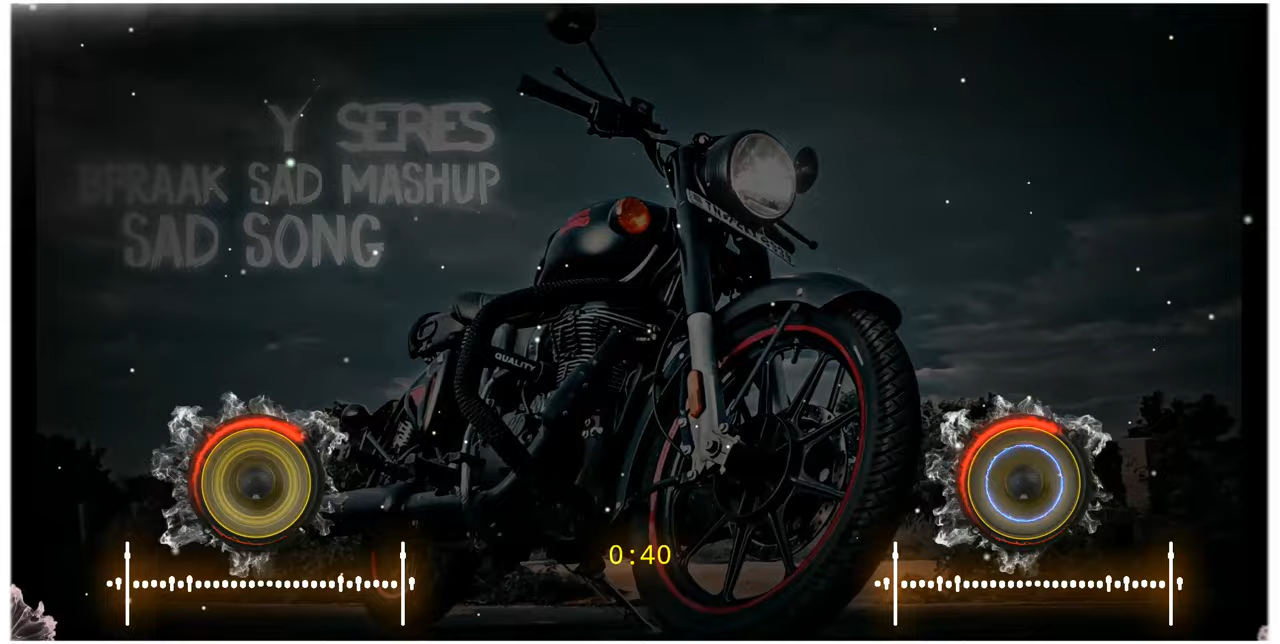 Y SERIES
BPRAAK SAD MASHUP
SAD SONG
QUALITY
0:40